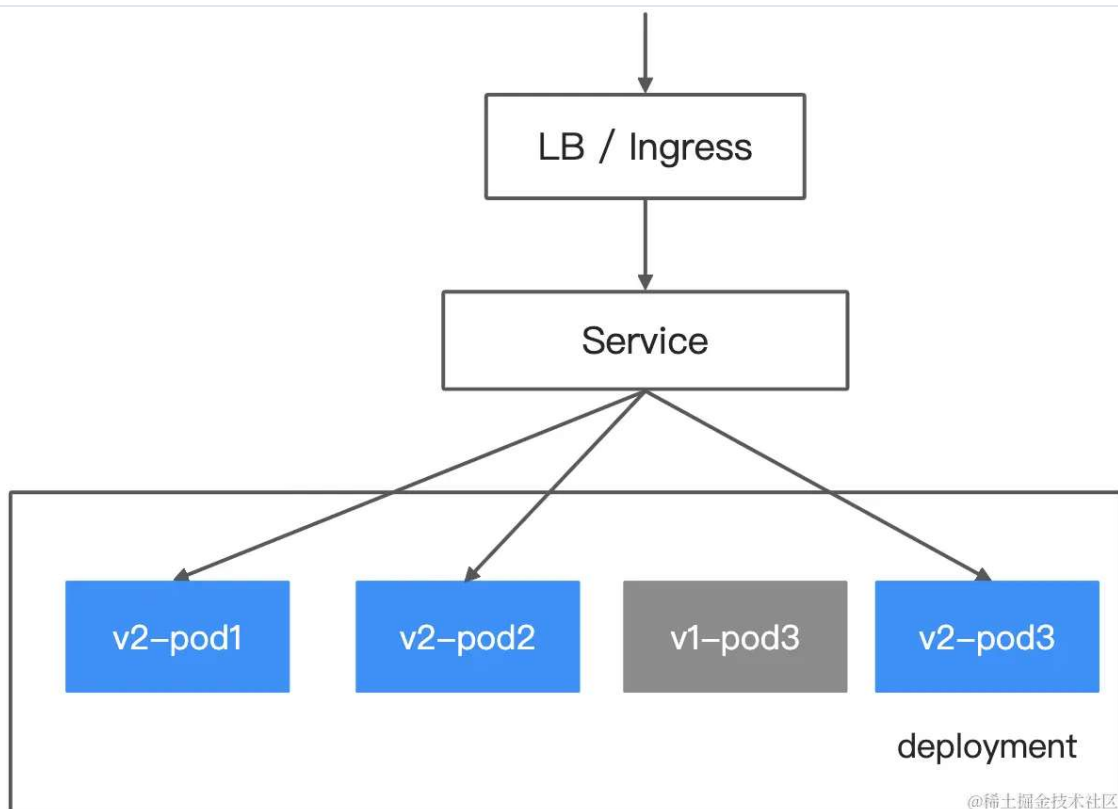 LB / Ingress
Service
v2-pod1
v2-pod2
v1-pod3
v2-pod3
deployment
@稀土掘金技术社区